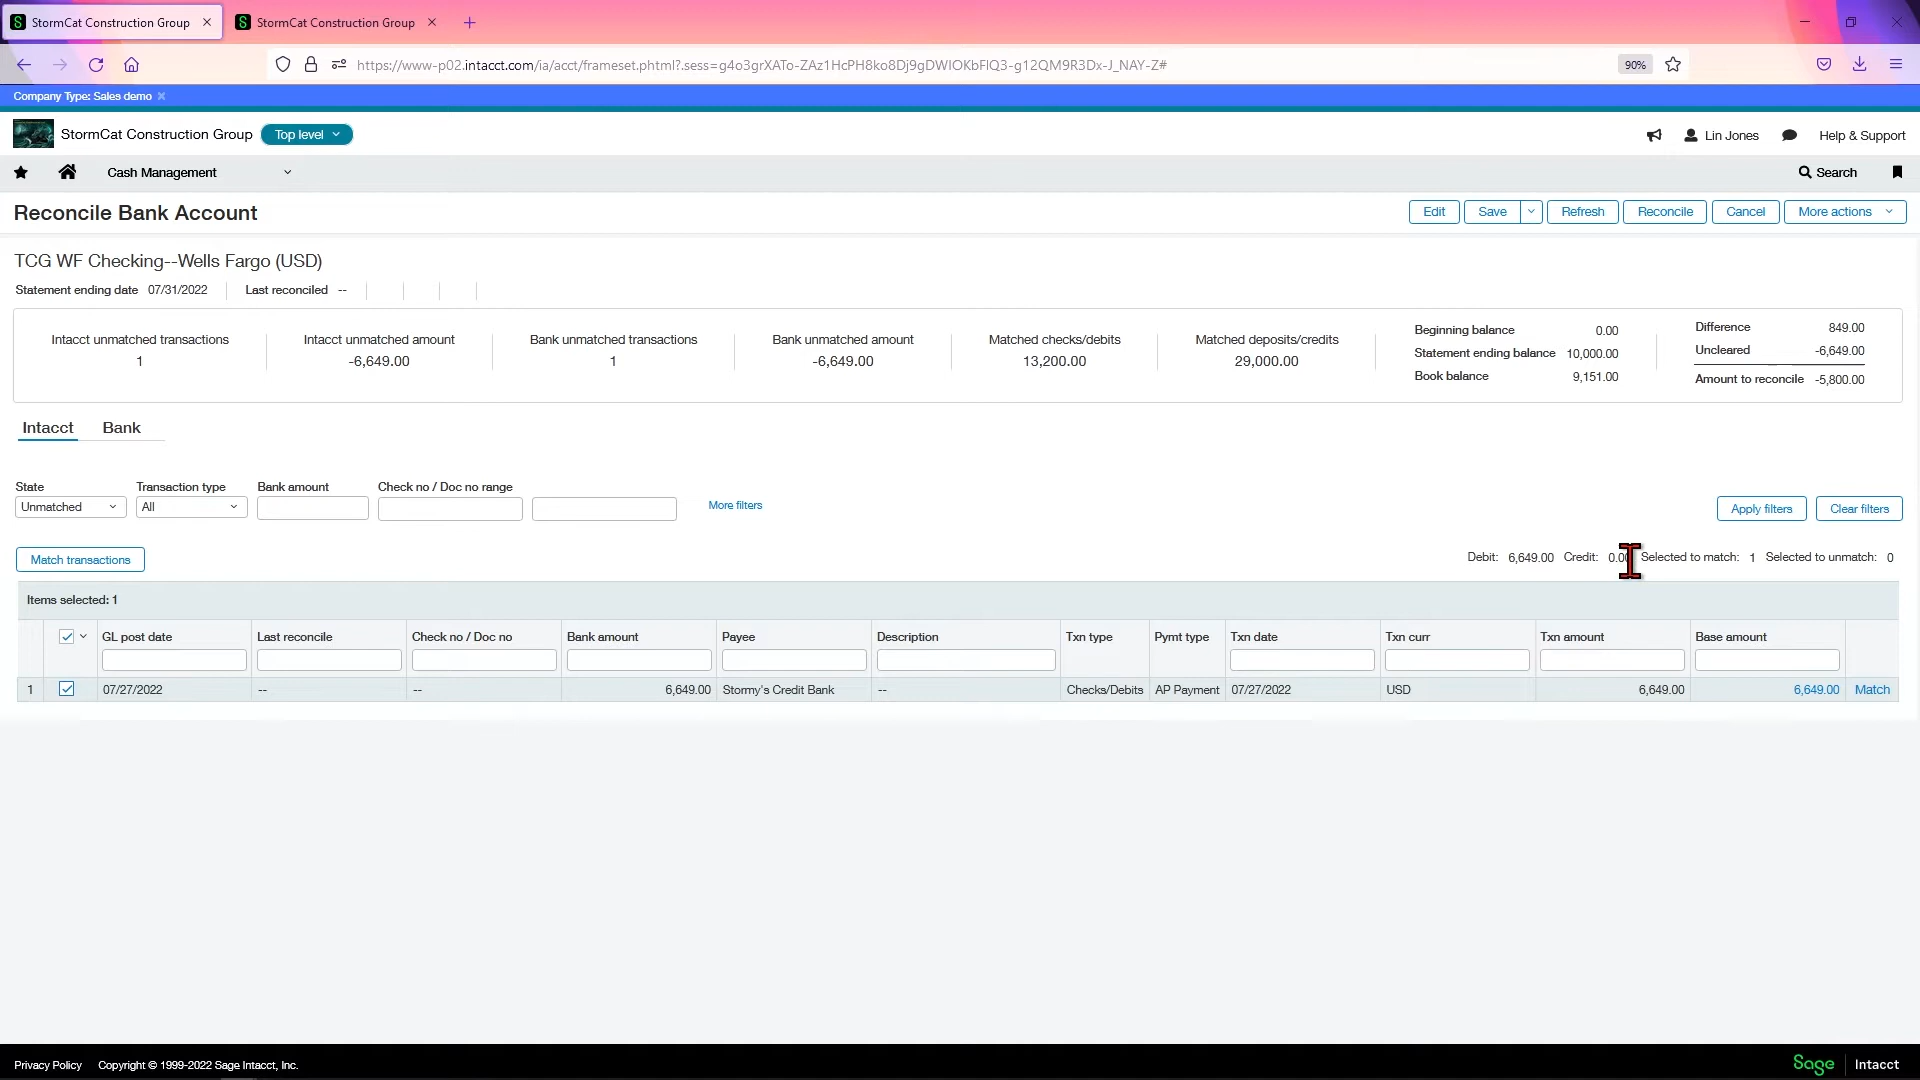 StormCat Construction Group
StormCat Construction Group
https://www-p02.intacct.com/ia/acct/frameset.phtml?.sess=g4o3grXATo-ZAz1HcPH8ko8Dj9gDWIOKbFlQ3-g12QM9R3Dx-J_NAY-Z#
90%
Company Type: Sales demo
StormCat Construction Group Top level
Lin Jones Help & Support
Cash Management
Search
Reconcile Bank Account
Edit Save Refresh Reconcile Cancel More actions
TCG WF Checking--Wells Fargo (USD)
Statement ending date 07/31/2022 Last reconciled --
Intacct unmatched transactions
1
Intacct unmatched amount
-6,649.00
Bank unmatched transactions
1
Bank unmatched amount
-6,649.00
Matched checks/debits
13,200.00
Matched deposits/credits
29,000.00
Beginning balance 0.00
Statement ending balance 10,000.00
Book balance 9,151.00
Difference 849.00
Uncleared -6,649.00
Amount to reconcile -5,800.00
Intacct Bank
State Transaction type Bank amount Check no / Doc no range
Unmatched All More filters
Apply filters Clear filters
Match transactions
Debit: 6,649.00 Credit: 0.00 Selected to match: 1 Selected to unmatch: 0
Items selected: 1
GL post date Last reconcile Check no / Doc no Bank amount Payee Description Txn type Pymt type Txn date Txn curr Txn amount Base amount
1 07/27/2022 -- -- 6,649.00 Stormy's Credit Bank -- Checks/Debits AP Payment 07/27/2022 USD 6,649.00 6,649.00 Match
Privacy Policy Copyright © 1999-2022 Sage Intacct, Inc.
Sage Intacct